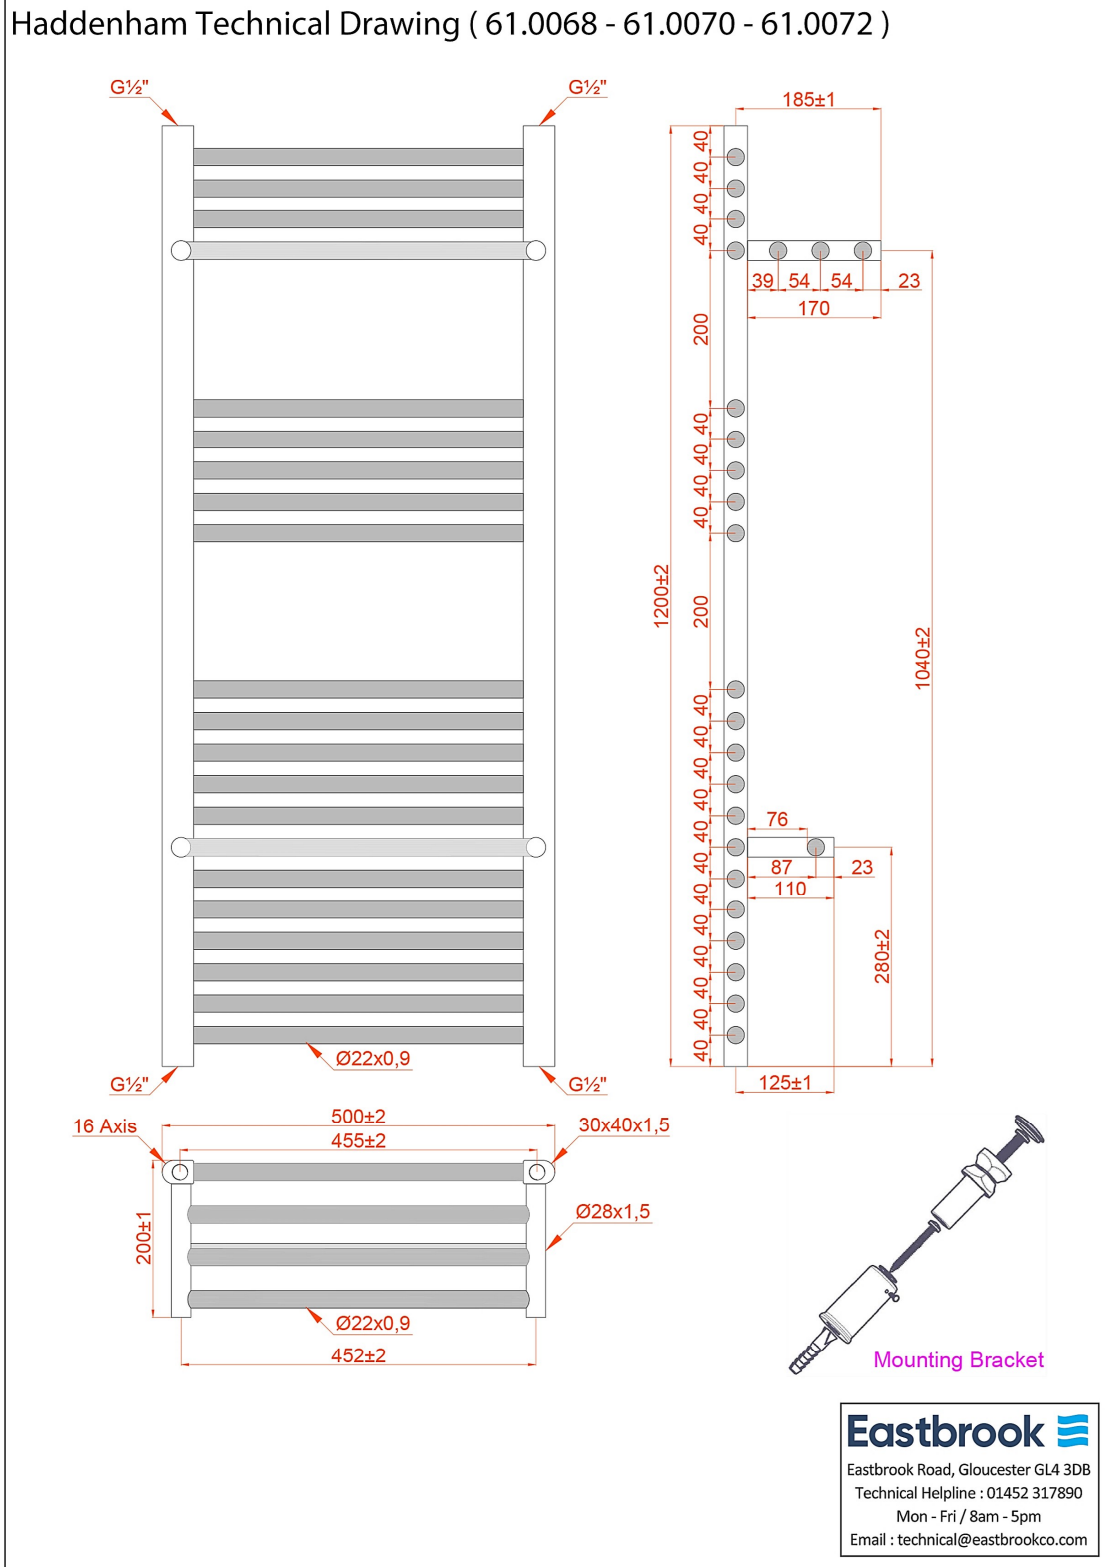 Haddenham Technical Drawing ( 61.0068 - 61.0070 - 61.0072 )
G½" G½"
185±1
40
40
40
40
39 54 54 23
170
200
40
40
40
40
1200±2
200
1040±2
40
40
40
40
40
40
40
40
40
40
40
40
76
87 23
110
280±2
125±1
Ø22x0,9
G½" G½"
500±2
16 Axis 30x40x1,5
455±2
200±1
Ø28x1,5
Ø22x0,9
452±2
Mounting Bracket
Eastbrook
Eastbrook Road, Gloucester GL4 3DB
Technical Helpline : 01452 317890
Mon - Fri / 8am - 5pm
Email : technical@eastbrookco.com